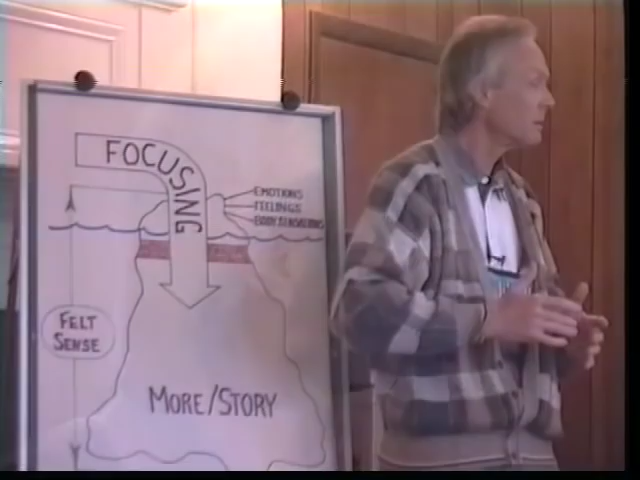 FOCUSING
EMOTIONS
FEELINGS
BODY SENSATIONS
FELT
SENSE
MORE/STORY